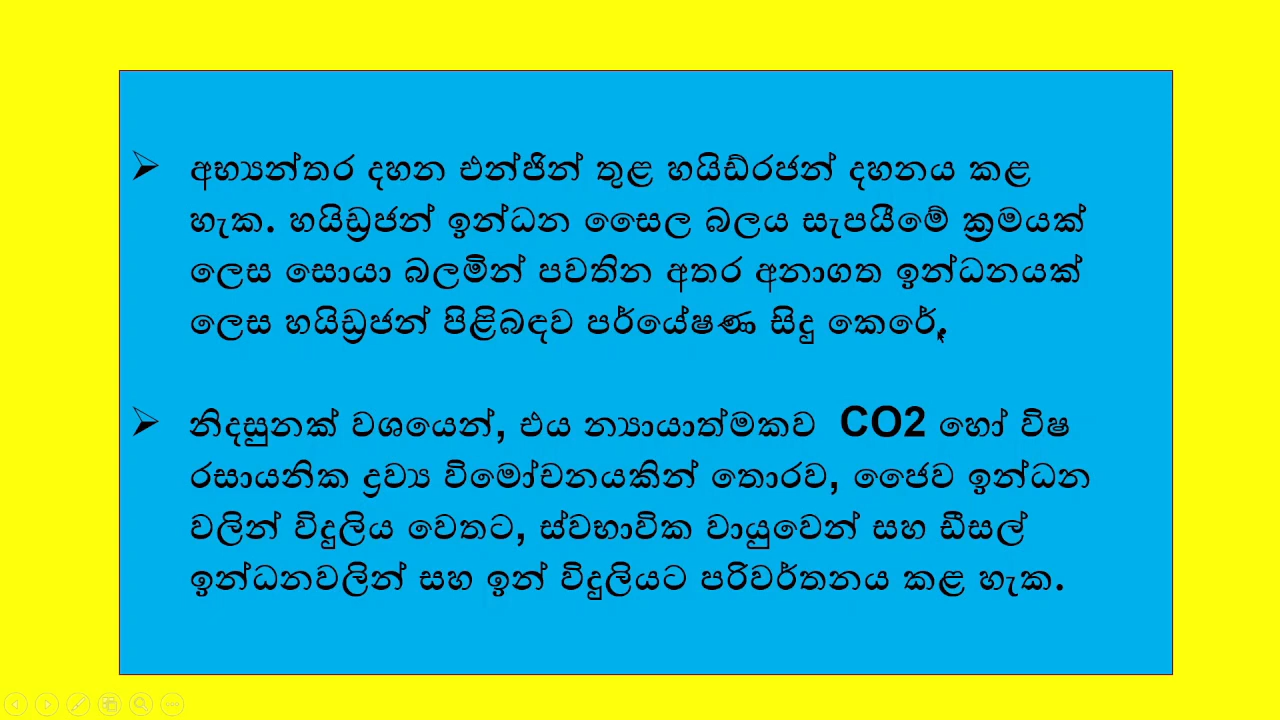 ➢ අභ්‍යන්තර දහන එන්ජින් තුළ හයිඩ්රජන් දහනය කළ
හැක. හයිඩ්‍රජන් ඉන්ධන සෛල බලය සැපයීමේ ක්‍රමයක්
ලෙස සොයා බලමින් පවතින අතර අනාගත ඉන්ධනයක්
ලෙස හයිඩ්‍රජන් පිළිබඳව පර්යේෂණ සිදු කෙරේ.
➢ නිදසුනක් වශයෙන්, එය න්‍යායාත්මකව CO2 හෝ විෂ
රසායනික ද්‍රව්‍ය විමෝචනයකින් තොරව, ජෛව ඉන්ධන
වලින් විදුලිය වෙතට, ස්වභාවික වායුවෙන් සහ ඩීසල්
ඉන්ධනවලින් සහ ඉන් විදුලියට පරිවර්තනය කළ හැක.